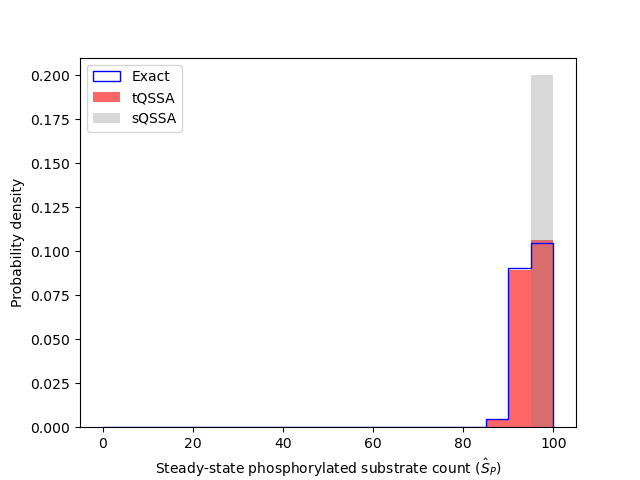 0.200
0.175
0.150
0.125
0.100
0.075
0.050
0.025
0.000
Probability density
Exact
tQSSA
sQSSA
0 20 40 60 80 100
Steady-state phosphorylated substrate count (Ŝ_P)